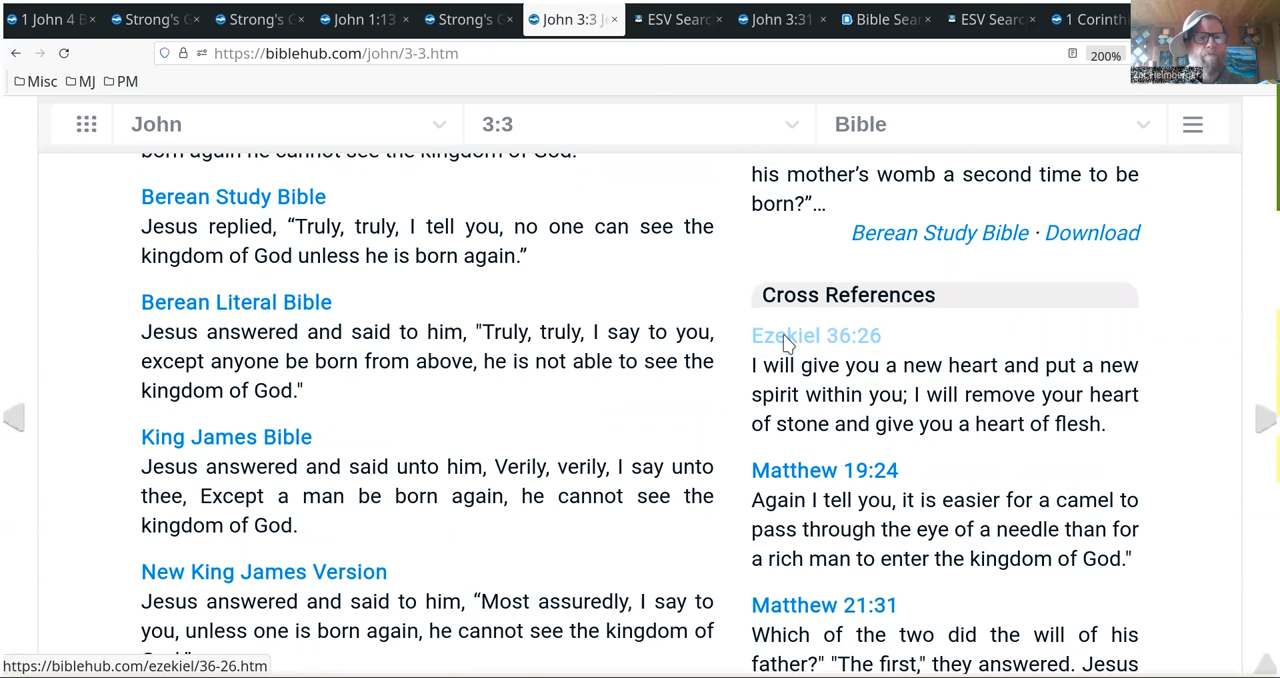 1 John 4 B
Strong's G
Strong's G
John 1:13
Strong's G
John 3:3 J
ESV Searc
John 3:31
Bible Sear
ESV Searc
1 Corinth
https://biblehub.com/john/3-3.htm
200%
Misc
MJ
PM
John
3:3
Bible
born again he cannot see the kingdom of God.
Berean Study Bible
Jesus replied, “Truly, truly, I tell you, no one can see the
kingdom of God unless he is born again.”
Berean Literal Bible
Jesus answered and said to him, "Truly, truly, I say to you,
except anyone be born from above, he is not able to see the
kingdom of God."
King James Bible
Jesus answered and said unto him, Verily, verily, I say unto
thee, Except a man be born again, he cannot see the
kingdom of God.
New King James Version
Jesus answered and said to him, “Most assuredly, I say to
you, unless one is born again, he cannot see the kingdom of
his mother’s womb a second time to be
born?”…
Berean Study Bible · Download
Cross References
Ezekiel 36:26
I will give you a new heart and put a new
spirit within you; I will remove your heart
of stone and give you a heart of flesh.
Matthew 19:24
Again I tell you, it is easier for a camel to
pass through the eye of a needle than for
a rich man to enter the kingdom of God."
Matthew 21:31
Which of the two did the will of his
father?" "The first," they answered. Jesus
https://biblehub.com/ezekiel/36-26.htm